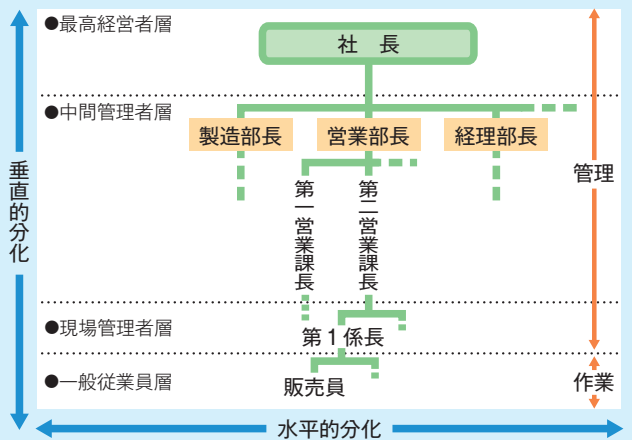 ●最高経営者層
社　長
●中間管理者層
製造部長
営業部長
経理部長
管理
垂直的分化
第一営業課長
第二営業課長
●現場管理者層
第１係長
●一般従業員層
販売員
作業
水平的分化